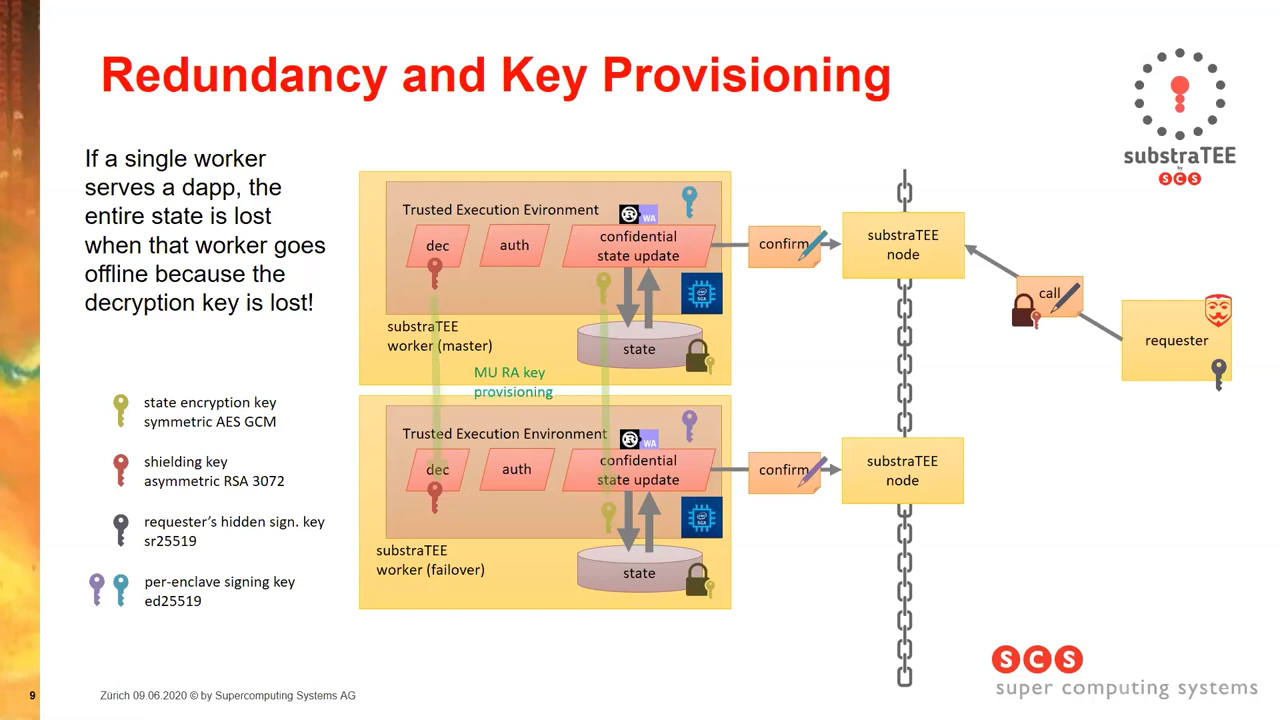 Redundancy and Key Provisioning
substraTEE
by
SCS
If a single worker
serves a dapp, the
entire state is lost
when that worker goes
offline because the
decryption key is lost!
Trusted Execution Evironment
WA
dec
auth
confidential
state update
confirm
substraTEE
node
call
requester
substraTEE
worker (master)
state
MU RA key
provisioning
Trusted Execution Environment
WA
dec
auth
confidential
state update
confirm
substraTEE
node
substraTEE
worker (failover)
state
state encryption key
symmetric AES GCM
shielding key
asymmetric RSA 3072
requester's hidden sign. key
sr25519
per-enclave signing key
ed25519
SCS
super computing systems
9
Zürich 09.06.2020 © by Supercomputing Systems AG